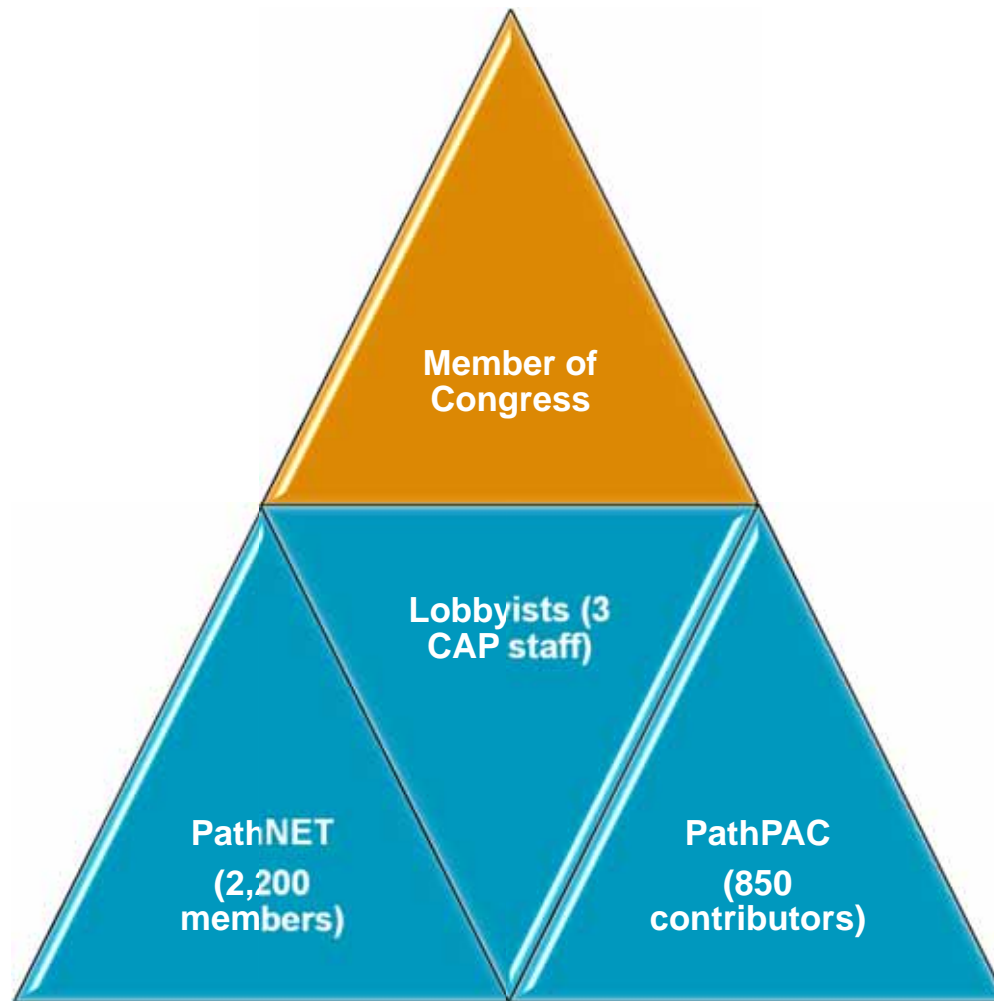 Member of
Congress
Lobbyists (3
CAP staff)
PathNET
(2,200
members)
PathPAC
(850
contributors)